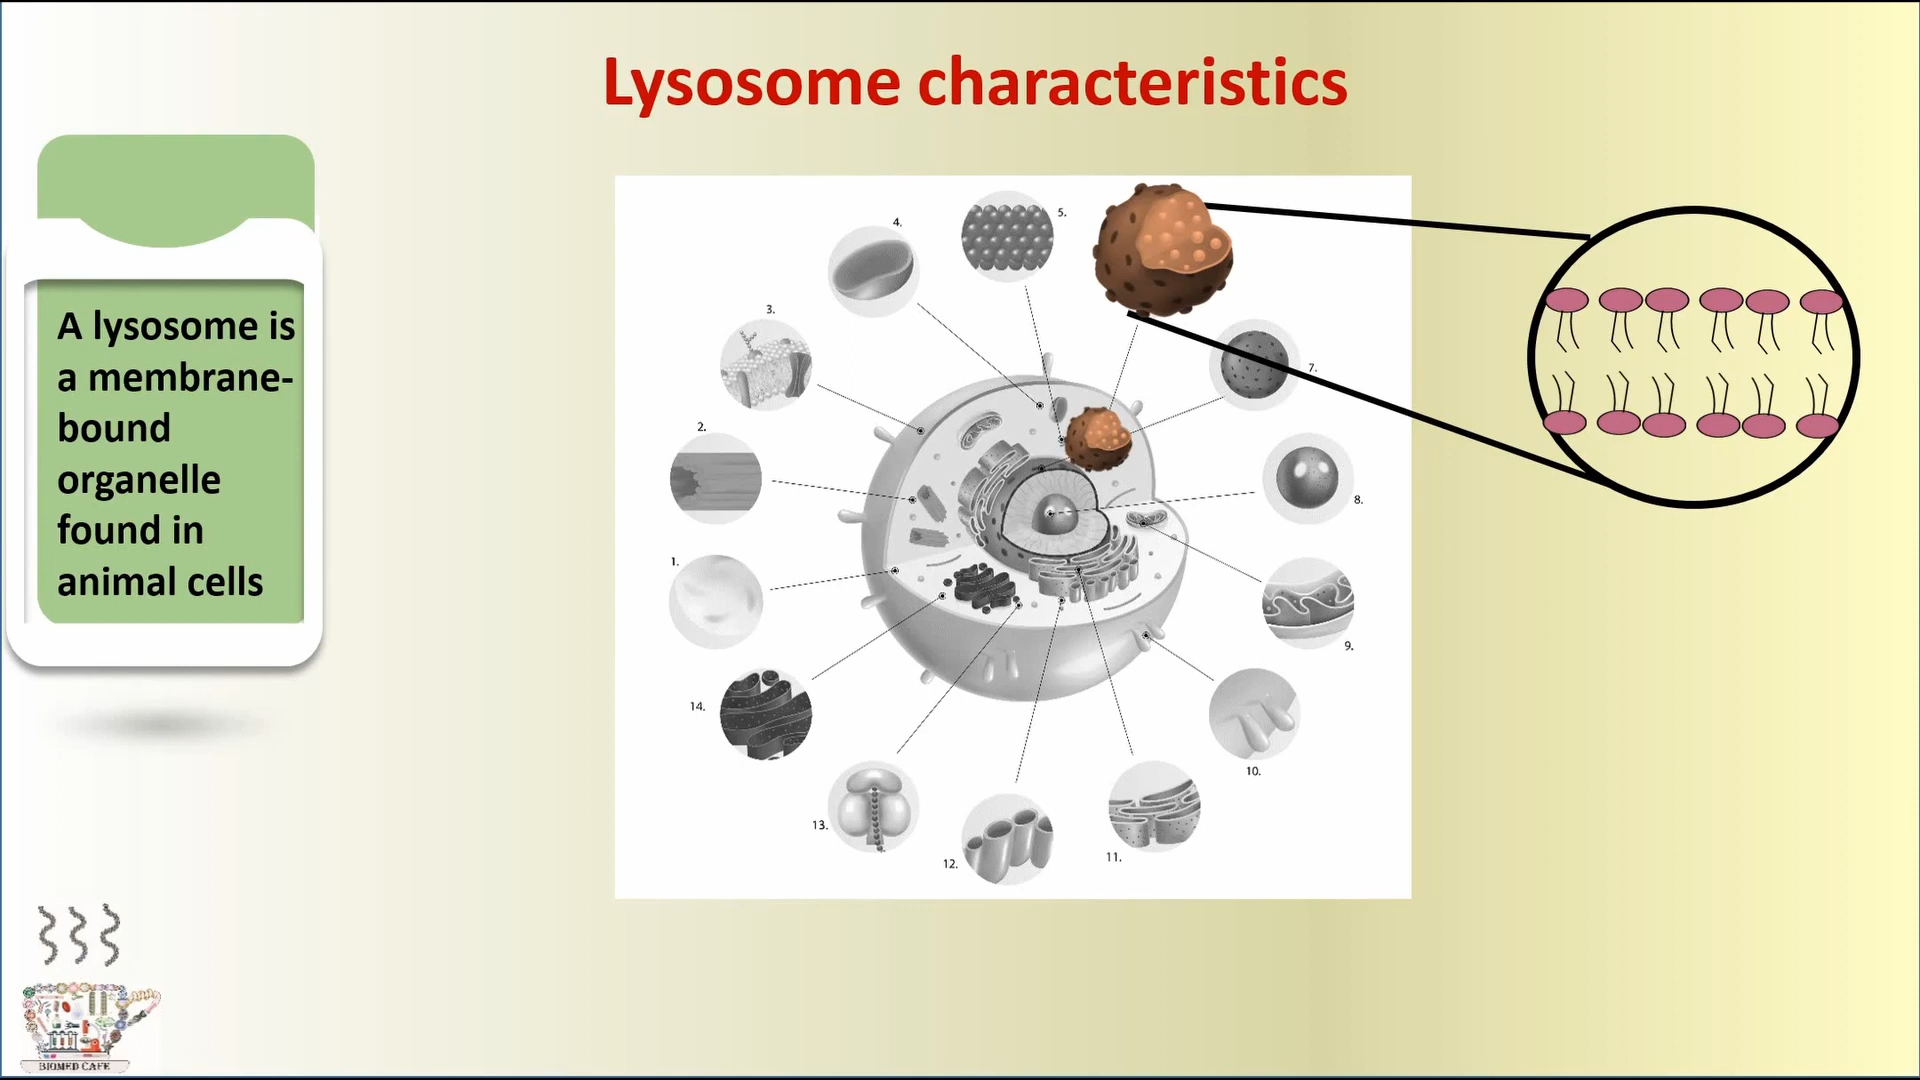 Lysosome characteristics
A lysosome is
a membrane-
bound
organelle
found in
animal cells
1.
2.
3.
4.
5.
7.
8.
9.
10.
11.
12.
13.
14.
BIOMED CAFE